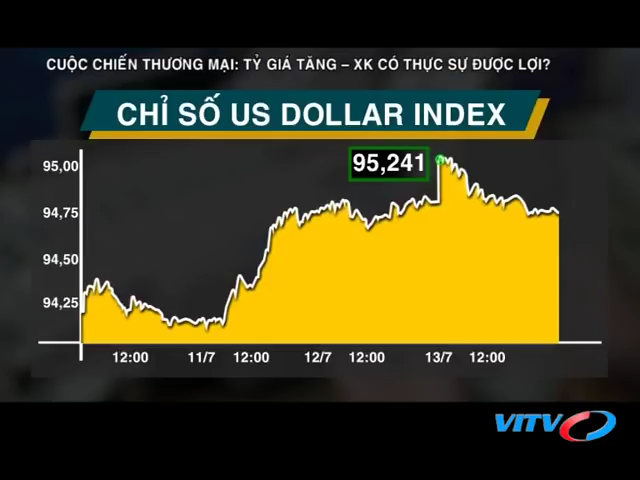 CUỘC CHIẾN THƯƠNG MẠI: TỶ GIÁ TĂNG – XK CÓ THỰC SỰ ĐƯỢC LỢI?
CHỈ SỐ US DOLLAR INDEX
95,241
95,00
94,75
94,50
94,25
12:00 11/7 12:00 12/7 12:00 13/7 12:00
VITV